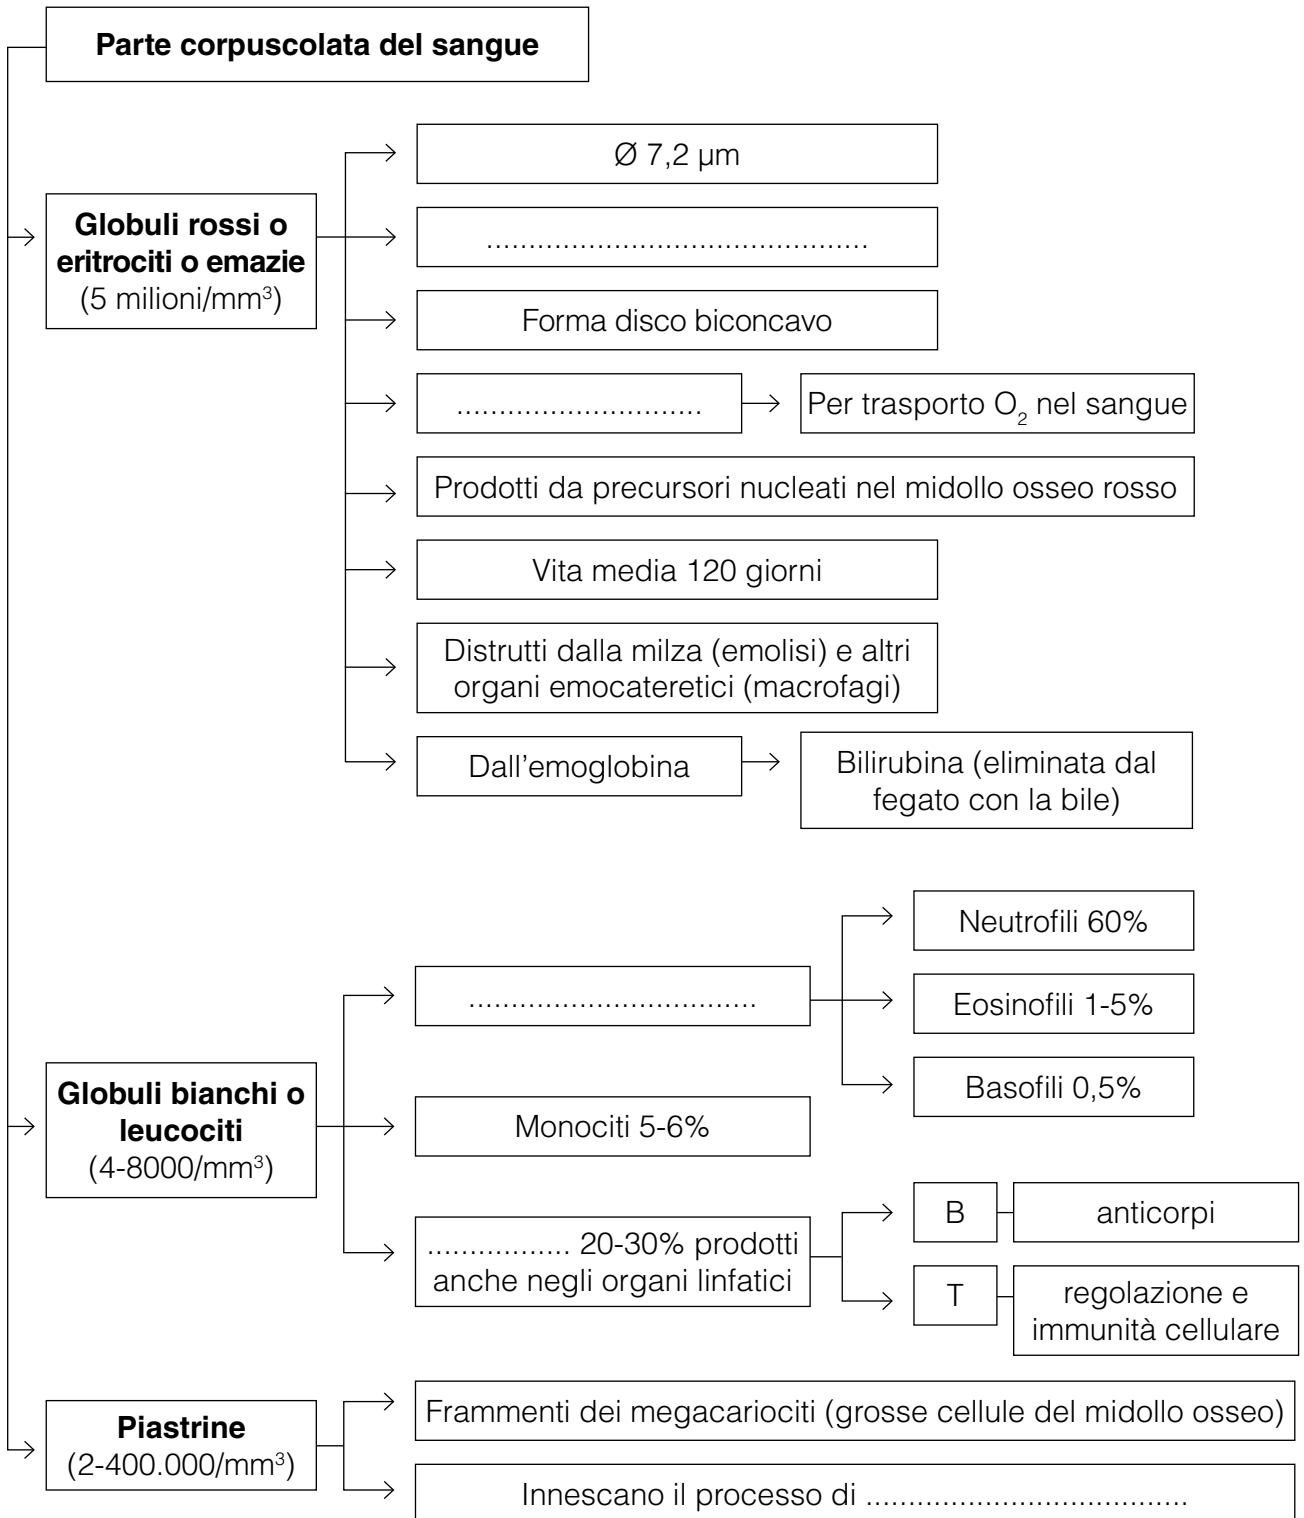 Parte corpuscolata del sangue
Globuli rossi o
eritrociti o emazie
(5 milioni/mm³)
Ø 7,2 µm
.............................................
Forma disco biconcavo
.............................
Per trasporto O₂ nel sangue
Prodotti da precursori nucleati nel midollo osseo rosso
Vita media 120 giorni
Distrutti dalla milza (emolisi) e altri
organi emocateretici (macrofagi)
Dall'emoglobina
Bilirubina (eliminata dal
fegato con la bile)
Globuli bianchi o
leucociti
(4-8000/mm³)
..................................
Neutrofili 60%
Eosinofili 1-5%
Basofili 0,5%
Monociti 5-6%
................. 20-30% prodotti
anche negli organi linfatici
B
anticorpi
T
regolazione e
immunità cellulare
Piastrine
(2-400.000/mm³)
Frammenti dei megacariociti (grosse cellule del midollo osseo)
Innescano il processo di ......................................